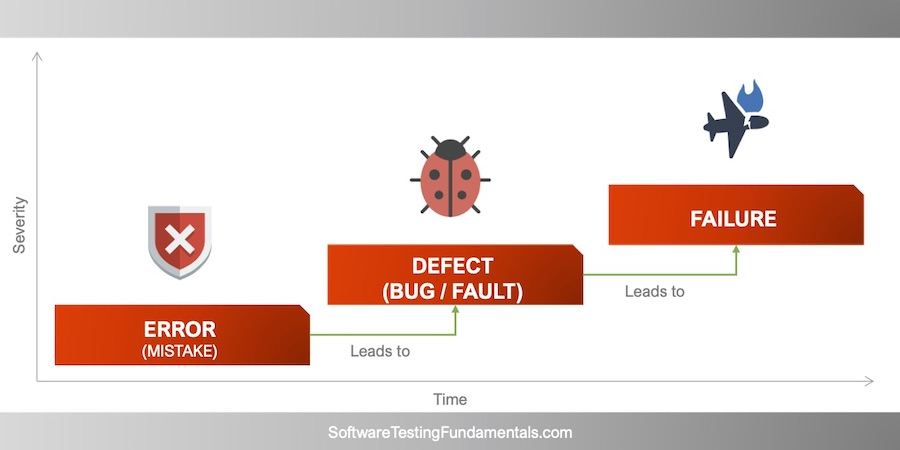 Severity
ERROR
(MISTAKE)
Leads to
DEFECT
(BUG / FAULT)
Leads to
FAILURE
Time
SoftwareTestingFundamentals.com